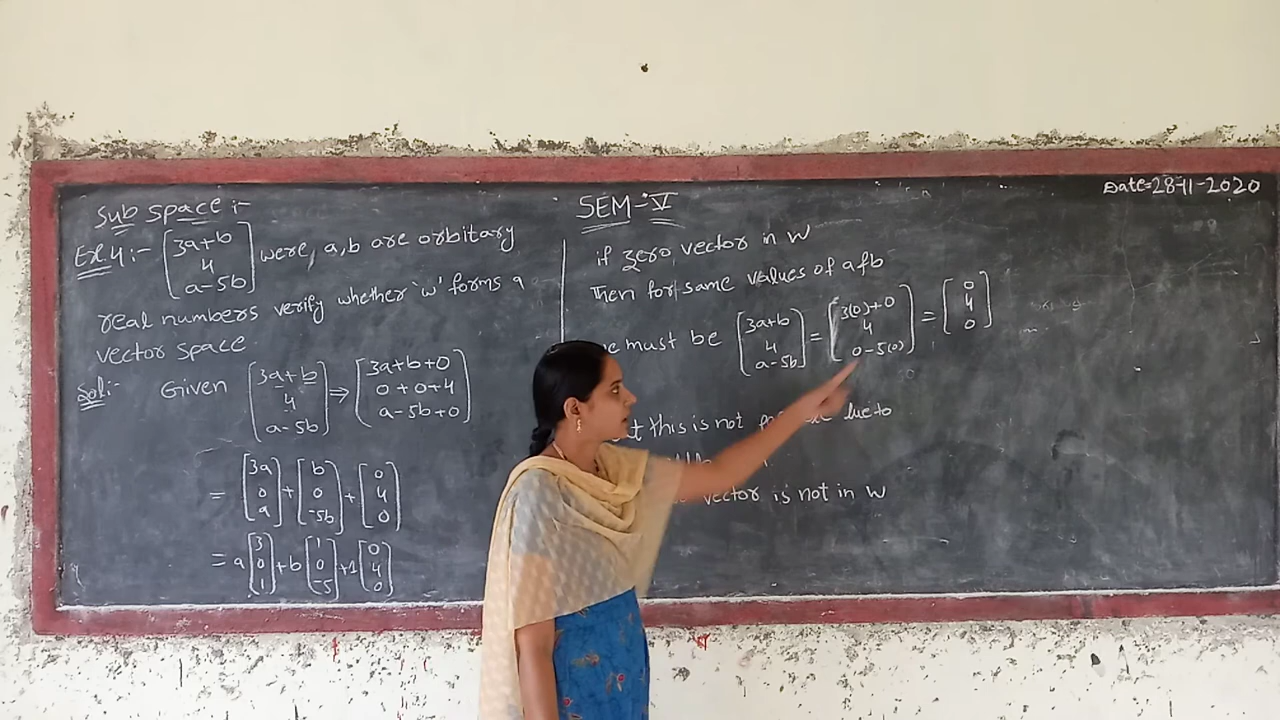 Sub space :-
SEM-V
Date=28-11-2020
Ex.4:- [3a+b
4
a-5b] were, a,b are orbitary
real numbers verify whether 'w' forms a
vector space.
Sol:- Given [3a+b
4
a-5b] ⇒ [3a+b+0
0+0+4
a-5b+0]
= [3a
0
a] + [b
0
-5b] + [0
4
0]
= a [3
0
1] + b [1
0
-5] + 1 [0
4
0]
if zero vector in w
Then for same values of a & b
must be [3a+b
4
a-5b] = [3(0)+0
4
0-5(0)] = [0
4
0]
this is not due to
vector is not in w